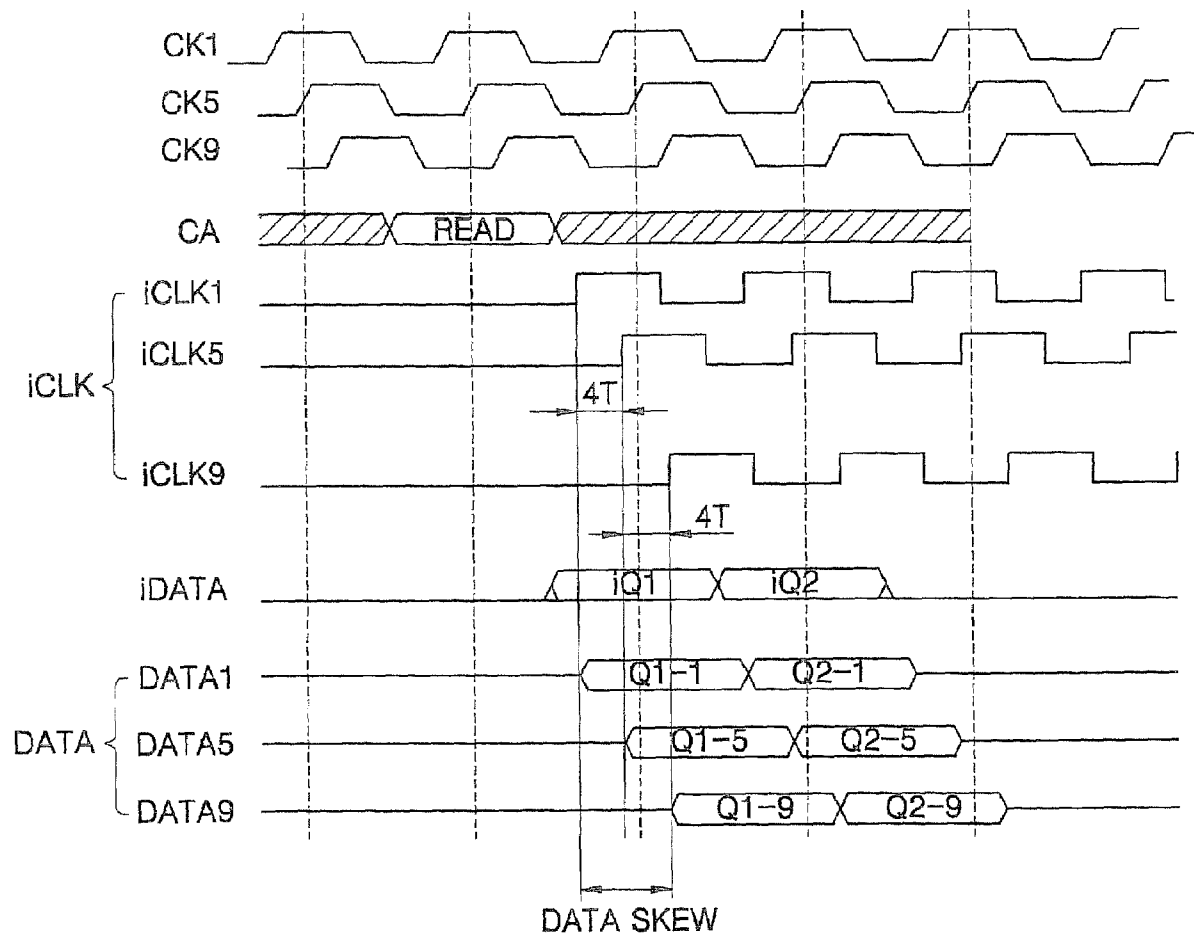 CK1
CK5
CK9
CA READ
iCLK1
iCLK5
iCLK
4T
iCLK9
4T
iDATA iQ1 iQ2
DATA1 Q1-1 Q2-1
DATA DATA5 Q1-5 Q2-5
DATA9 Q1-9 Q2-9
DATA SKEW